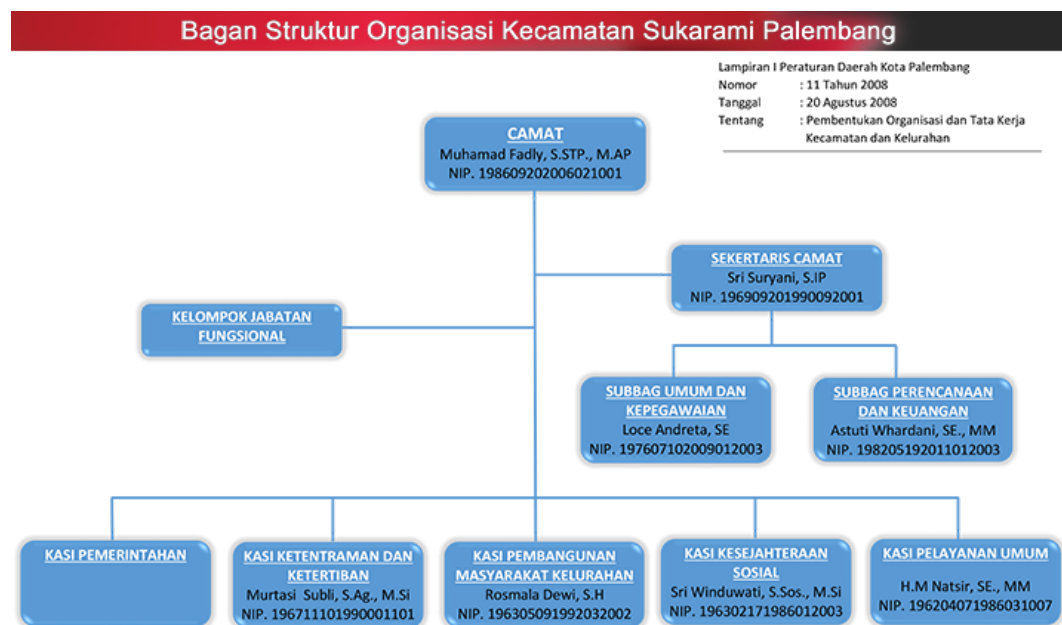 Bagan Struktur Organisasi Kecamatan Sukarami Palembang
Lampiran I Peraturan Daerah Kota Palembang
Nomor : 11 Tahun 2008
Tanggal : 20 Agustus 2008
Tentang : Pembentukan Organisasi dan Tata Kerja
Kecamatan dan Kelurahan
CAMAT
Muhamad Fadly, S.STP., M.AP
NIP. 198609202006021001
SEKERTARIS CAMAT
Sri Suryani, S.IP
NIP. 196909201990092001
KELOMPOK JABATAN
FUNGSIONAL
SUBBAG UMUM DAN
KEPEGAWAIAN
Loce Andreta, SE
NIP. 197607102009012003
SUBBAG PERENCANAAN
DAN KEUANGAN
Astuti Whardani, SE., MM
NIP. 198205192011012003
KASI PEMERINTAHAN
KASI KETENTRAMAN DAN
KETERTIBAN
Murtasi Subli, S.Ag., M.Si
NIP. 196711101990001101
KASI PEMBANGUNAN
MASYARAKAT KELURAHAN
Rosmala Dewi, S.H
NIP. 196305091992032002
KASI KESEJAHTERAAN
SOSIAL
Sri Winduwati, S.Sos., M.Si
NIP. 196302171986012003
KASI PELAYANAN UMUM
H.M Natsir, SE., MM
NIP. 196204071986031007